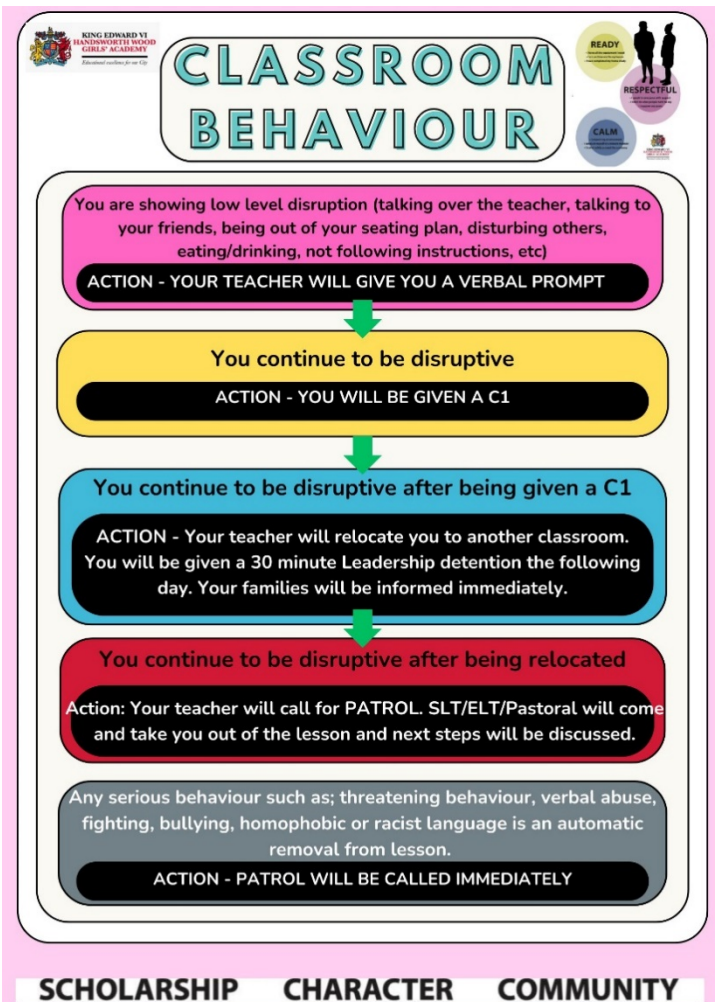 KING EDWARD VI
HANDSWORTH WOOD
GIRLS' ACADEMY
Educational excellence for our City
CLASSROOM
BEHAVIOUR
READY
RESPECTFUL
CALM
You are showing low level disruption (talking over the teacher, talking to
your friends, being out of your seating plan, disturbing others,
eating/drinking, not following instructions, etc)
ACTION - YOUR TEACHER WILL GIVE YOU A VERBAL PROMPT
You continue to be disruptive
ACTION - YOU WILL BE GIVEN A C1
You continue to be disruptive after being given a C1
ACTION - Your teacher will relocate you to another classroom.
You will be given a 30 minute Leadership detention the following
day. Your families will be informed immediately.
You continue to be disruptive after being relocated
Action: Your teacher will call for PATROL. SLT/ELT/Pastoral will come
and take you out of the lesson and next steps will be discussed.
Any serious behaviour such as; threatening behaviour, verbal abuse,
fighting, bullying, homophobic or racist language is an automatic
removal from lesson.
ACTION - PATROL WILL BE CALLED IMMEDIATELY
SCHOLARSHIP CHARACTER COMMUNITY